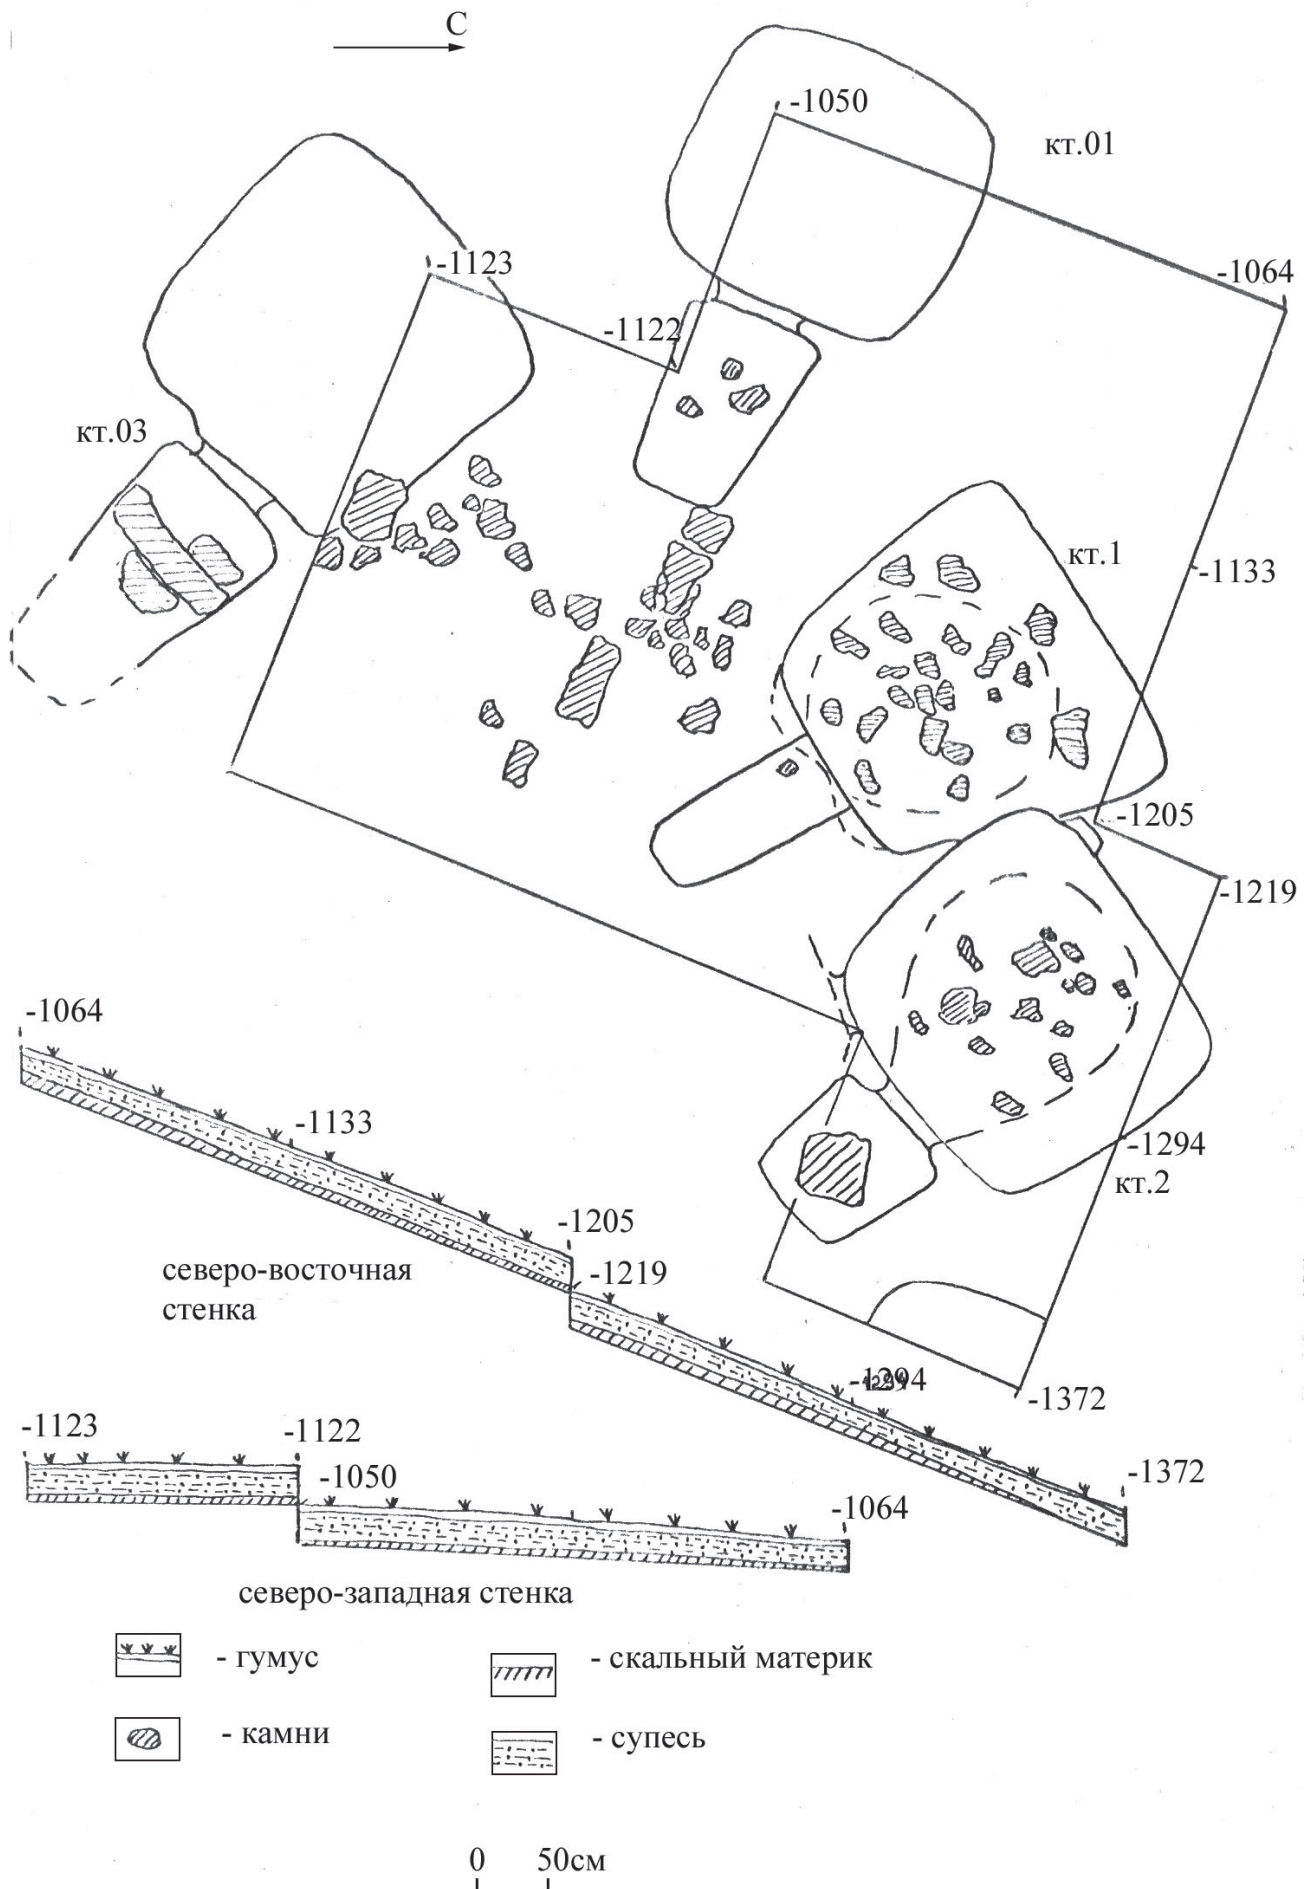 С
-1050
кт.01
-1123
-1064
-1122
кт.03
кт.1
-1133
-1205
-1219
-1064
-1133
-1294
кт.2
-1205
северо-восточная
стенка
-1219
-1294
-1372
-1123
-1122
-1050
-1372
-1064
северо-западная стенка
- гумус
- скальный материк
- камни
- супесь
0 50см